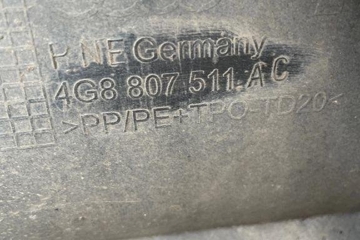 Germany
4G8 807 511 AC
>PP/PE+TPO-TD20<